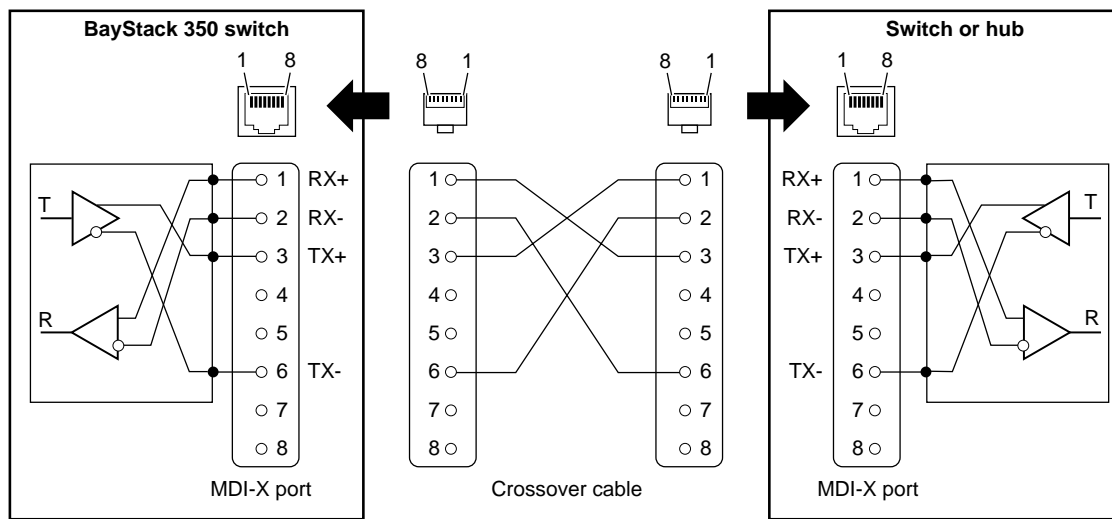 BayStack 350 switch
Switch or hub
1 8
8 1
8 1
1 8
T
R
1 RX+
2 RX-
3 TX+
4
5
6 TX-
7
8
MDI-X port
1
2
3
4
5
6
7
8
1
2
3
4
5
6
7
8
Crossover cable
RX+ 1
RX- 2
TX+ 3
4
5
TX- 6
7
8
T
R
MDI-X port